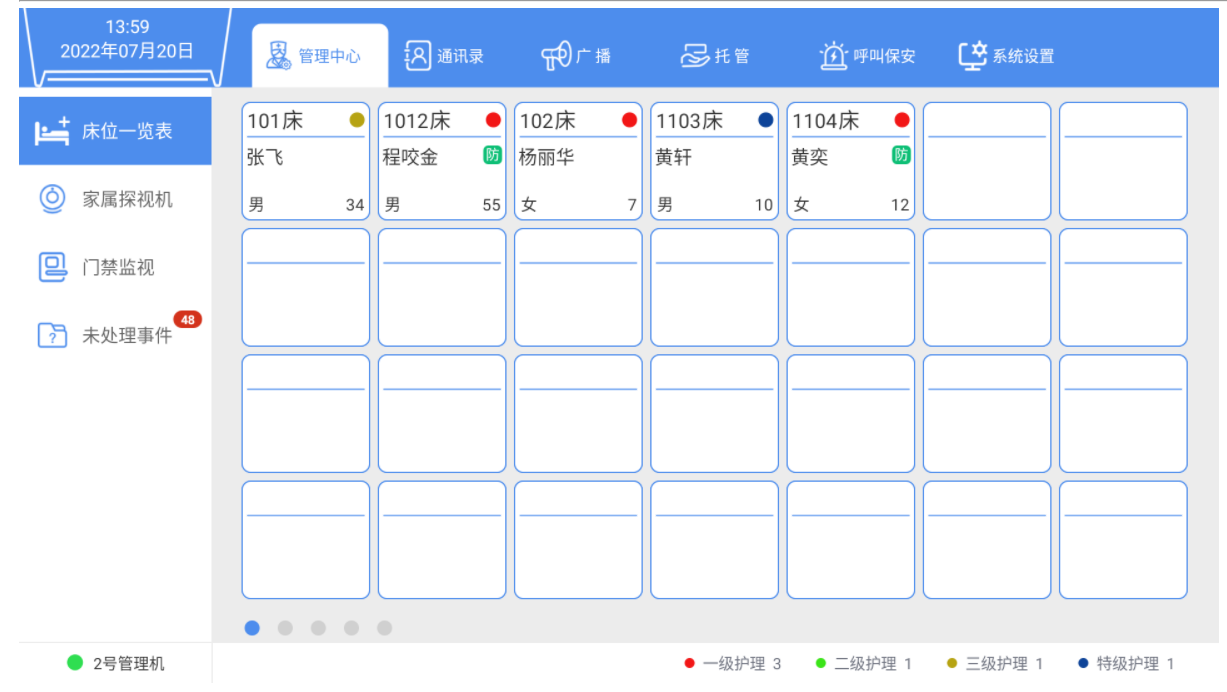 13:59
2022年07月20日
管理中心
通讯录
广播
托管
呼叫保安
系统设置
床位一览表
家属探视机
门禁监视
未处理事件 48
101床
张飞
男 34
1012床
程咬金 防
男 55
102床
杨丽华
女 7
1103床
黄轩
男 10
1104床
黄奕 防
女 12
2号管理机
一级护理 3
二级护理 1
三级护理 1
特级护理 1